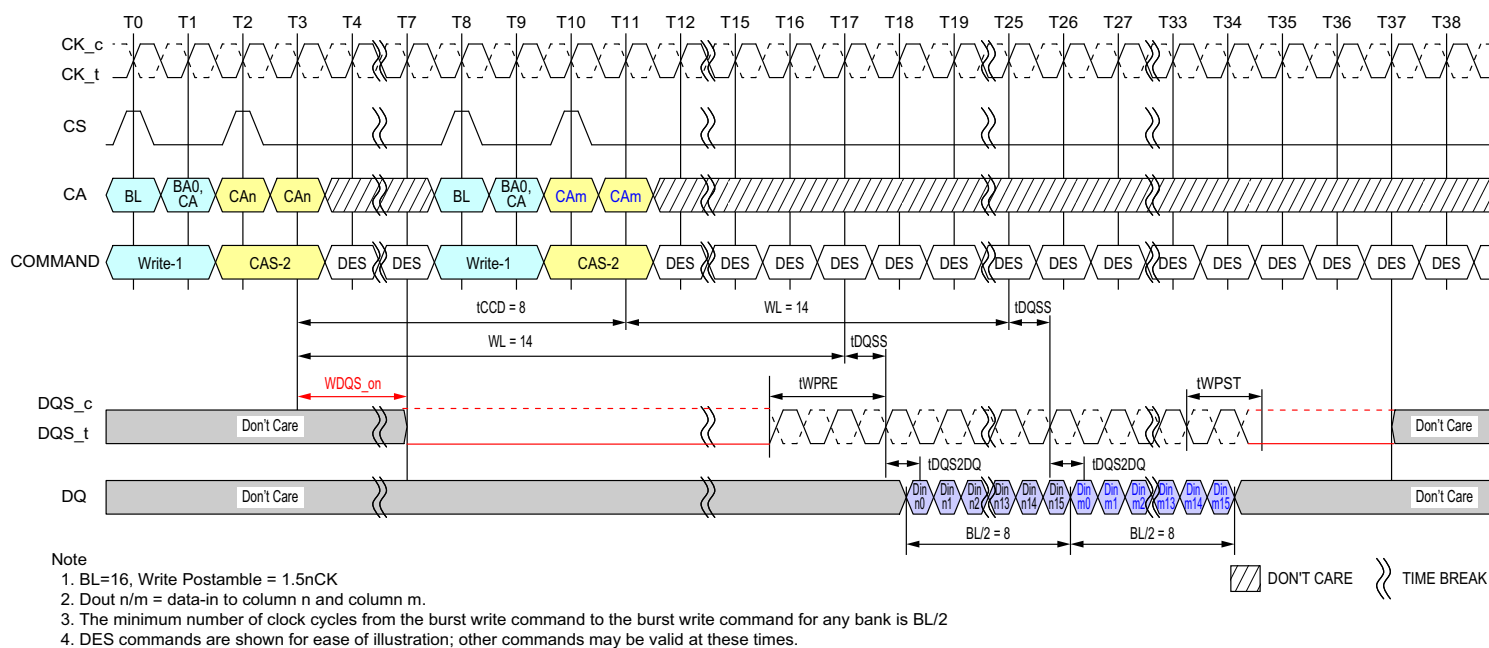 T0 T1 T2 T3 T4 T7 T8 T9 T10 T11 T12 T15 T16 T17 T18 T19 T25 T26 T27 T33 T34 T35 T36 T37 T38
CK_c
CK_t
CS
CA BL BA0, CA CAn CAn BL BA0, CA CAm CAm
COMMAND Write-1 CAS-2 DES DES Write-1 CAS-2 DES DES DES DES DES DES DES DES DES DES DES DES DES DES DES
tCCD = 8 WL = 14 tDQSS
WL = 14 tDQSS
WDQS_on tWPRE tWPST
DQS_c
DQS_t Don't Care Don't Care
tDQS2DQ tDQS2DQ
DQ Don't Care Din n0 Din n1 Din n2 Din n13 Din n14 Din n15 Din m0 Din m1 Din m2 Din m13 Din m14 Din m15 Don't Care
BL/2 = 8 BL/2 = 8
Note
1. BL=16, Write Postamble = 1.5nCK
2. Dout n/m = data-in to column n and column m.
3. The minimum number of clock cycles from the burst write command to the burst write command for any bank is BL/2
4. DES commands are shown for ease of illustration; other commands may be valid at these times.
DON'T CARE TIME BREAK